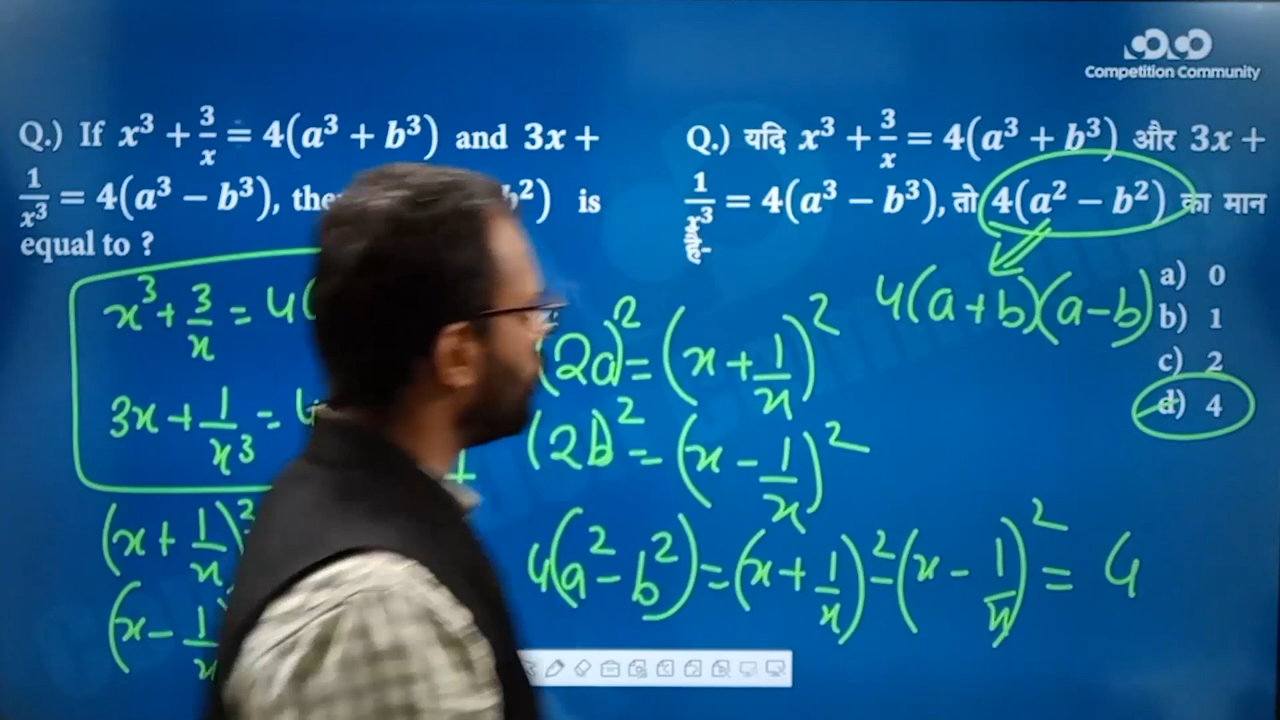 Competition Community
Q.) If x³ + 3/x = 4(a³ + b³) and 3x +
1/x³ = 4(a³ − b³), the b²) is
equal to ?
Q.) यदि x³ + 3/x = 4(a³ + b³) और 3x +
1/x³ = 4(a³ − b³), तो 4(a² − b²) का मान
a) 0
b) 1
c) 2
d) 4
x³ + 3/x = 4(
3x + 1/x³ =
(x + 1/x)
(x − 1/x
(2a)² = (x + 1/x)²
(2b)² = (x − 1/x)²
4(a² − b²) = (x + 1/x)² − (x − 1/x)² = 4
4(a+b)(a−b)